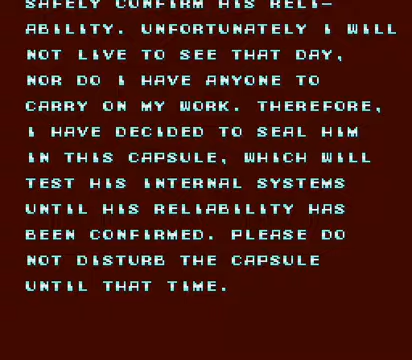 SAFELY CONFIRM HIS RELI-
ABILITY. UNFORTUNATELY I WILL
NOT LIVE TO SEE THAT DAY,
NOR DO I HAVE ANYONE TO
CARRY ON MY WORK. THEREFORE,
I HAVE DECIDED TO SEAL HIM
IN THIS CAPSULE, WHICH WILL
TEST HIS INTERNAL SYSTEMS
UNTIL HIS RELIABILITY HAS
BEEN CONFIRMED. PLEASE DO
NOT DISTURB THE CAPSULE
UNTIL THAT TIME.